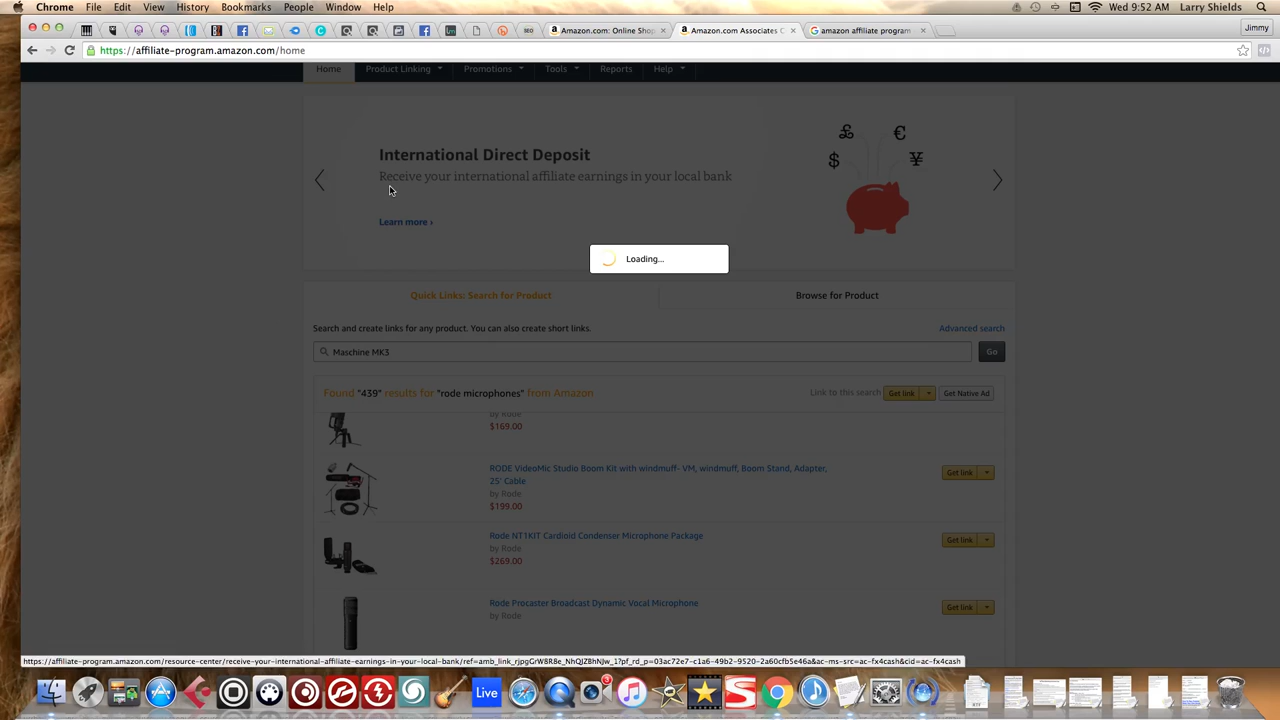 Chrome File Edit View History Bookmarks People Window Help Wed 9:52 AM Larry Shields
SEO Amazon.com: Online Shop Amazon.com Associates C amazon affiliate program Jimmy
https://affiliate-program.amazon.com/home
Home Product Linking Promotions Tools Reports Help
International Direct Deposit
Receive your international affiliate earnings in your local bank
Learn more ›
Loading...
Quick Links: Search for Product Browse for Product
Search and create links for any product. You can also create short links. Advanced search
Maschine MK3 Go
Found "439" results for "rode microphones" from Amazon Link to this search Get link Get Native Ad
by Rode
$169.00
RODE VideoMic Studio Boom Kit with windmuff- VM, windmuff, Boom Stand, Adapter, Get link
25' Cable
by Rode
$199.00
Rode NT1KIT Cardioid Condenser Microphone Package Get link
by Rode
$269.00
Rode Procaster Broadcast Dynamic Vocal Microphone Get link
by Rode
Live 3